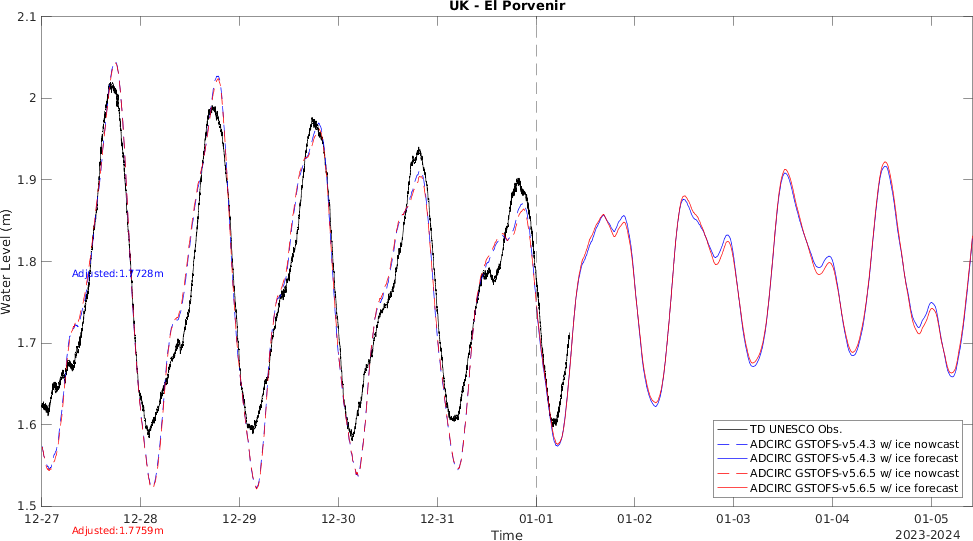 UK - El Porvenir
2.1
2
1.9
1.8
1.7
1.6
1.5
Water Level (m)
Adjusted:1.7728m
Adjusted:1.7759m
TD UNESCO Obs.
ADCIRC GSTOFS-v5.4.3 w/ ice nowcast
ADCIRC GSTOFS-v5.4.3 w/ ice forecast
ADCIRC GSTOFS-v5.6.5 w/ ice nowcast
ADCIRC GSTOFS-v5.6.5 w/ ice forecast
12-27 12-28 12-29 12-30 12-31 01-01 01-02 01-03 01-04 01-05
Time
2023-2024